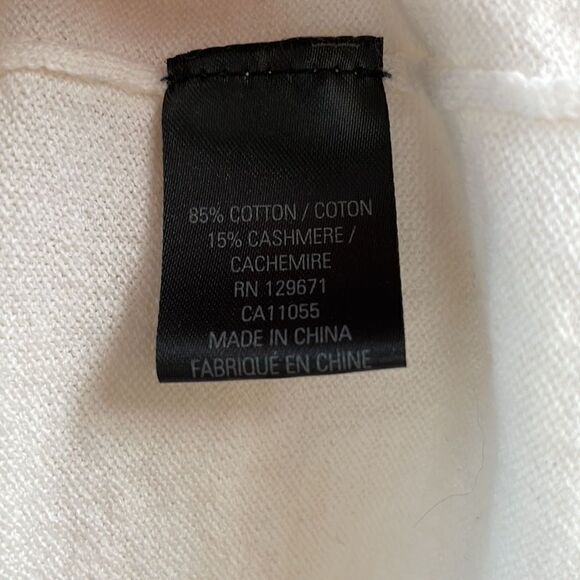 85% COTTON / COTON
15% CASHMERE /
CACHEMIRE
RN 129671
CA11055
MADE IN CHINA
FABRIQUÉ EN CHINE